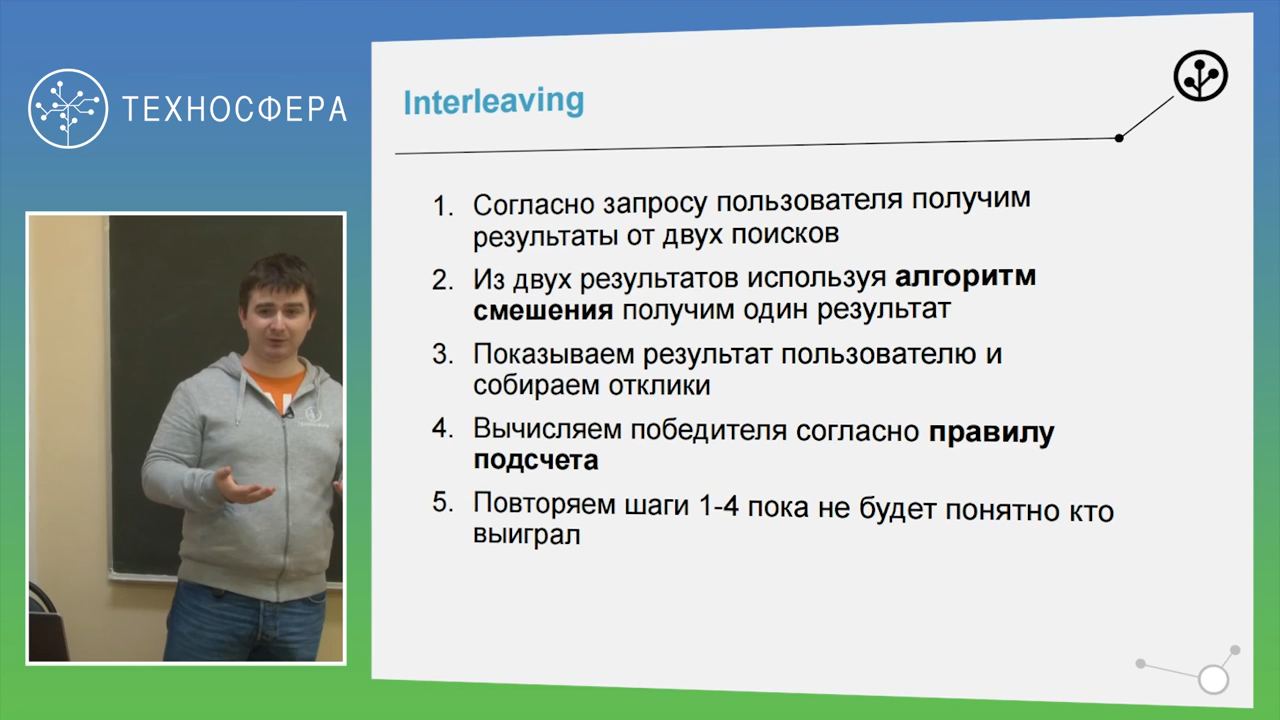 ТЕХНОСФЕРА
Interleaving
1. Согласно запросу пользователя получим
результаты от двух поисков
2. Из двух результатов используя алгоритм
смешения получим один результат
3. Показываем результат пользователю и
собираем отклики
4. Вычисляем победителя согласно правилу
подсчета
5. Повторяем шаги 1-4 пока не будет понятно кто
выиграл